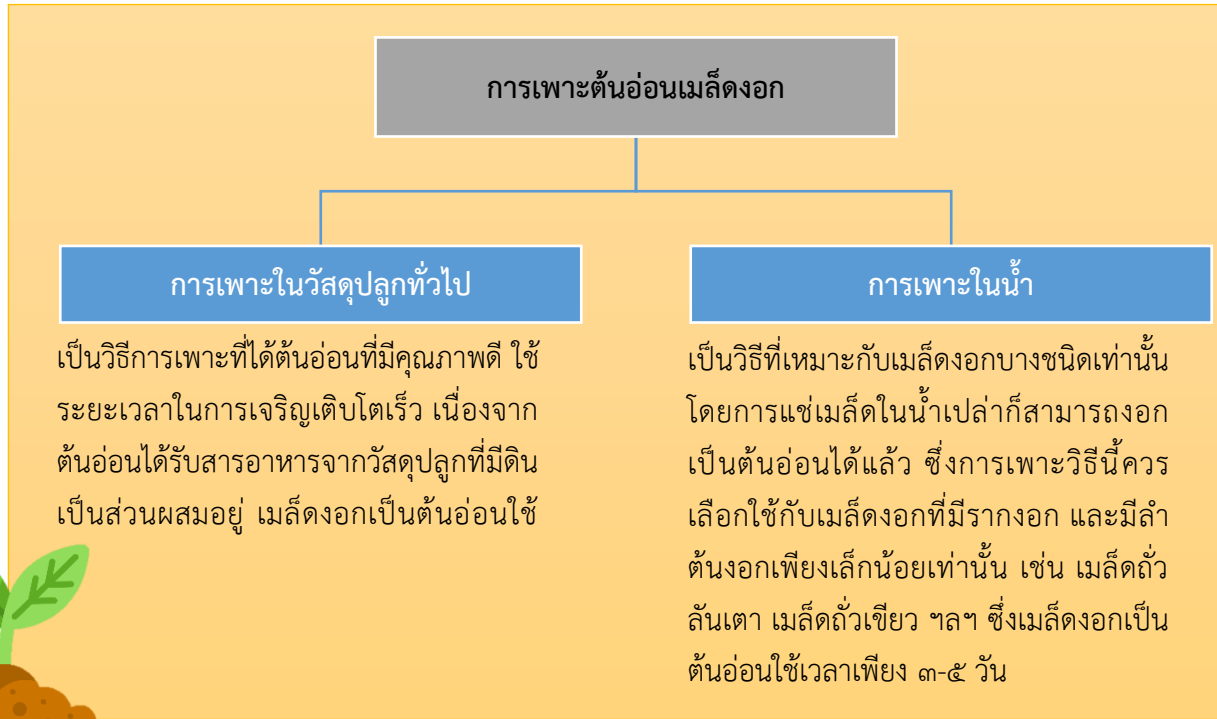 การเพาะต้นอ่อนเมล็ดงอก
การเพาะในวัสดุปลูกทั่วไป
เป็นวิธีการเพาะที่ได้ต้นอ่อนที่มีคุณภาพดี ใช้
ระยะเวลาในการเจริญเติบโตเร็ว เนื่องจาก
ต้นอ่อนได้รับสารอาหารจากวัสดุปลูกที่มีดิน
เป็นส่วนผสมอยู่ เมล็ดงอกเป็นต้นอ่อนใช้
การเพาะในน้ำ
เป็นวิธีที่เหมาะกับเมล็ดงอกบางชนิดเท่านั้น
โดยการแช่เมล็ดในน้ำเปล่าก็สามารถงอก
เป็นต้นอ่อนได้แล้ว ซึ่งการเพาะวิธีนี้ควร
เลือกใช้กับเมล็ดงอกที่มีรากงอก และมีลำ
ต้นงอกเพียงเล็กน้อยเท่านั้น เช่น เมล็ดถั่ว
ลันเตา เมล็ดถั่วเขียว ฯลฯ ซึ่งเมล็ดงอกเป็น
ต้นอ่อนใช้เวลาเพียง ๓-๕ วัน